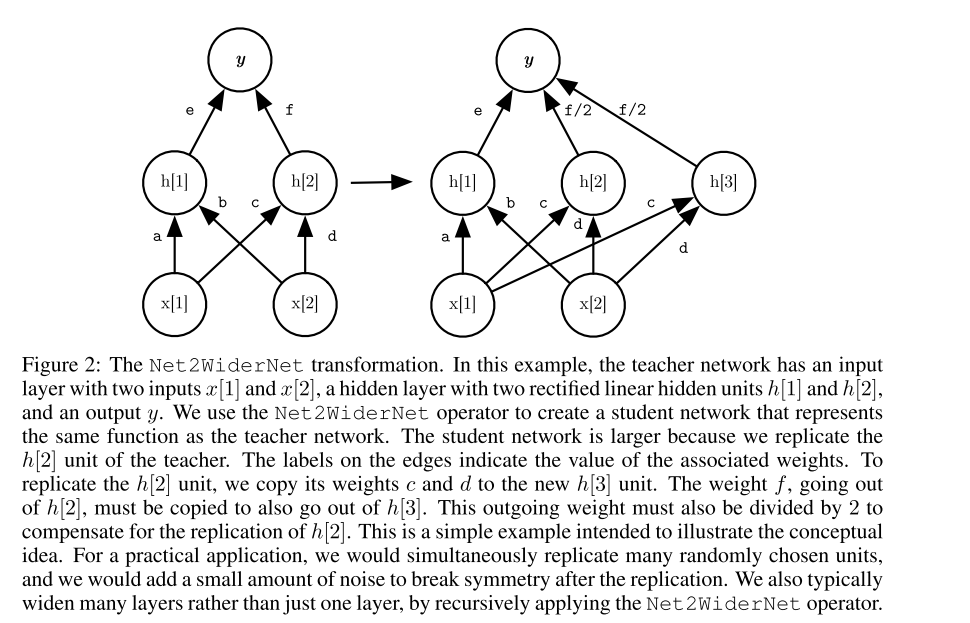 y y
e f e f/2 f/2
h[1] h[2] h[1] h[2] h[3]
b c b c c
a d a d d
x[1] x[2] x[1] x[2]
Figure 2: The Net2WiderNet transformation. In this example, the teacher network has an input
layer with two inputs x[1] and x[2], a hidden layer with two rectified linear hidden units h[1] and h[2],
and an output y. We use the Net2WiderNet operator to create a student network that represents
the same function as the teacher network. The student network is larger because we replicate the
h[2] unit of the teacher. The labels on the edges indicate the value of the associated weights. To
replicate the h[2] unit, we copy its weights c and d to the new h[3] unit. The weight f, going out
of h[2], must be copied to also go out of h[3]. This outgoing weight must also be divided by 2 to
compensate for the replication of h[2]. This is a simple example intended to illustrate the conceptual
idea. For a practical application, we would simultaneously replicate many randomly chosen units,
and we would add a small amount of noise to break symmetry after the replication. We also typically
widen many layers rather than just one layer, by recursively applying the Net2WiderNet operator.